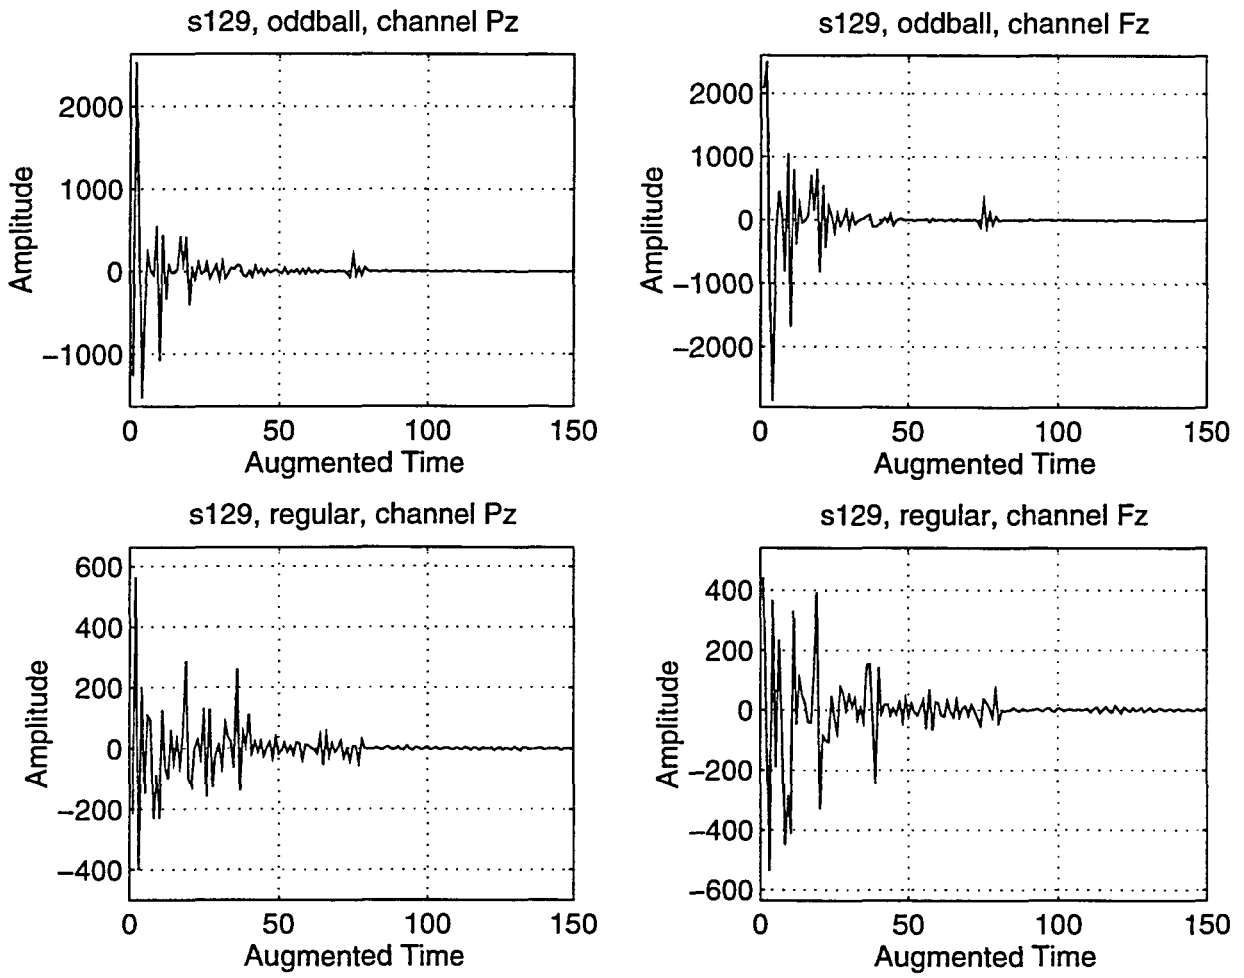 s129, oddball, channel Pz
2000
1000
0
−1000
Amplitude
0 50 100 150
Augmented Time
s129, oddball, channel Fz
2000
1000
0
−1000
−2000
Amplitude
0 50 100 150
Augmented Time
s129, regular, channel Pz
600
400
200
0
−200
−400
Amplitude
0 50 100 150
Augmented Time
s129, regular, channel Fz
400
200
0
−200
−400
−600
Amplitude
0 50 100 150
Augmented Time